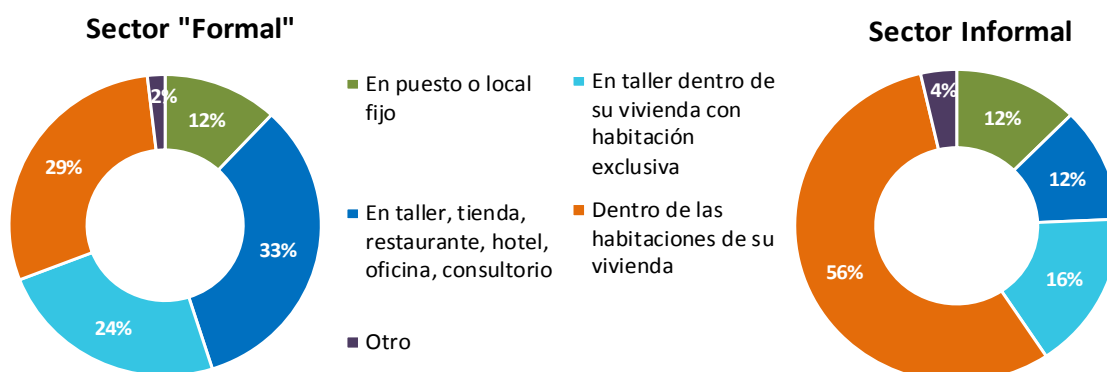 Sector "Formal"
2%
12%
29%
33%
24%
En puesto o local
fijo
En taller, tienda,
restaurante, hotel,
oficina, consultorio
Otro
En taller dentro de
su vivienda con
habitación
exclusiva
Dentro de las
habitaciones de su
vivienda
Sector Informal
4%
12%
12%
56%
16%